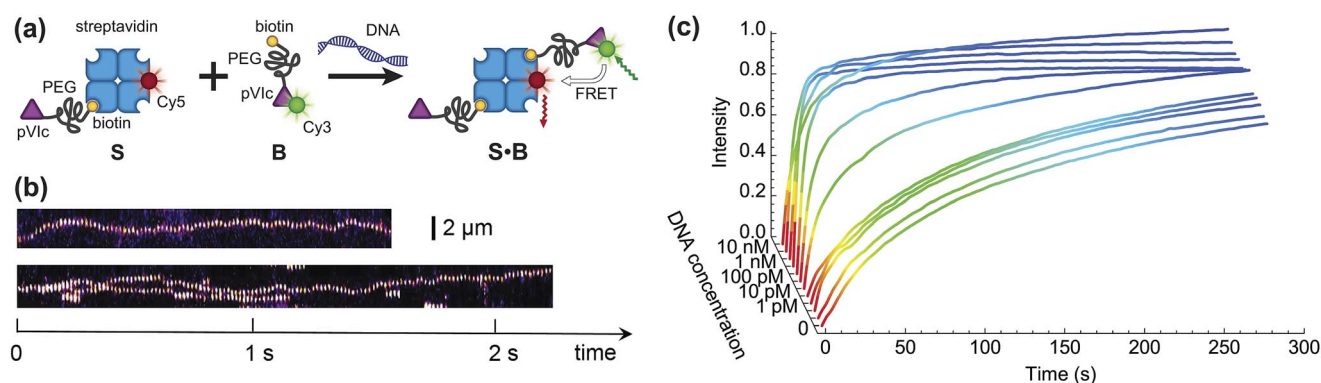 (a)
streptavidin
PEG
pVIc
biotin
Cy5
S
+
biotin
PEG
pVIc
Cy3
B
DNA
FRET
S•B
(b)
2 µm
0
1 s
2 s
time
(c)
Intensity
1.0
0.8
0.6
0.4
0.2
0.0
DNA concentration
10 nM
1 nM
100 pM
10 pM
1 pM
0
0
50
100
150
200
250
300
Time (s)